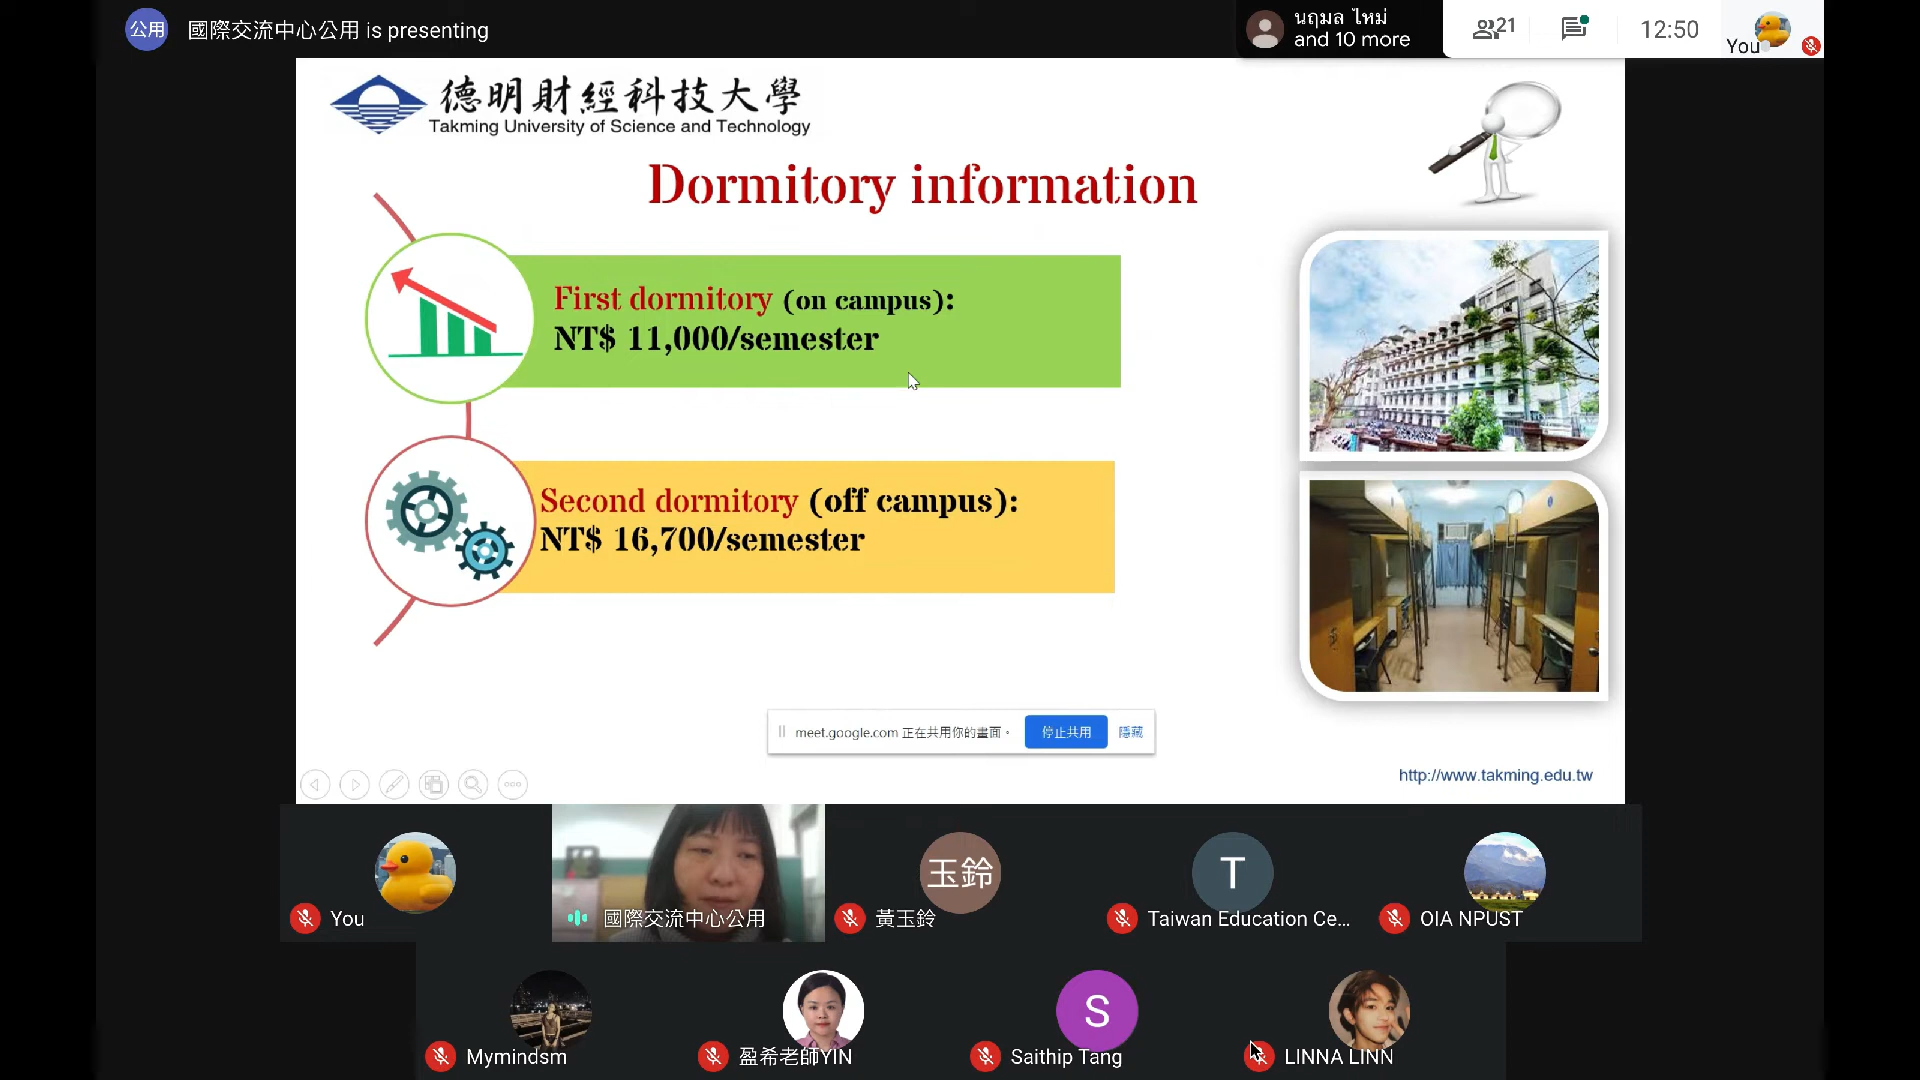 公用
國際交流中心公用 is presenting
นฤมล ไหม่
and 10 more
21
12:50
You
德明財經科技大學
Takming University of Science and Technology
Dormitory information
First dormitory (on campus):
NT$ 11,000/semester
Second dormitory (off campus):
NT$ 16,700/semester
meet.google.com 正在共用你的畫面。
停止共用
隱藏
http://www.takming.edu.tw
You
國際交流中心公用
玉鈴
黃玉鈴
T
Taiwan Education Ce...
OIA NPUST
Mymindsm
盈希老師YIN
S
Saithip Tang
LINNA LINN